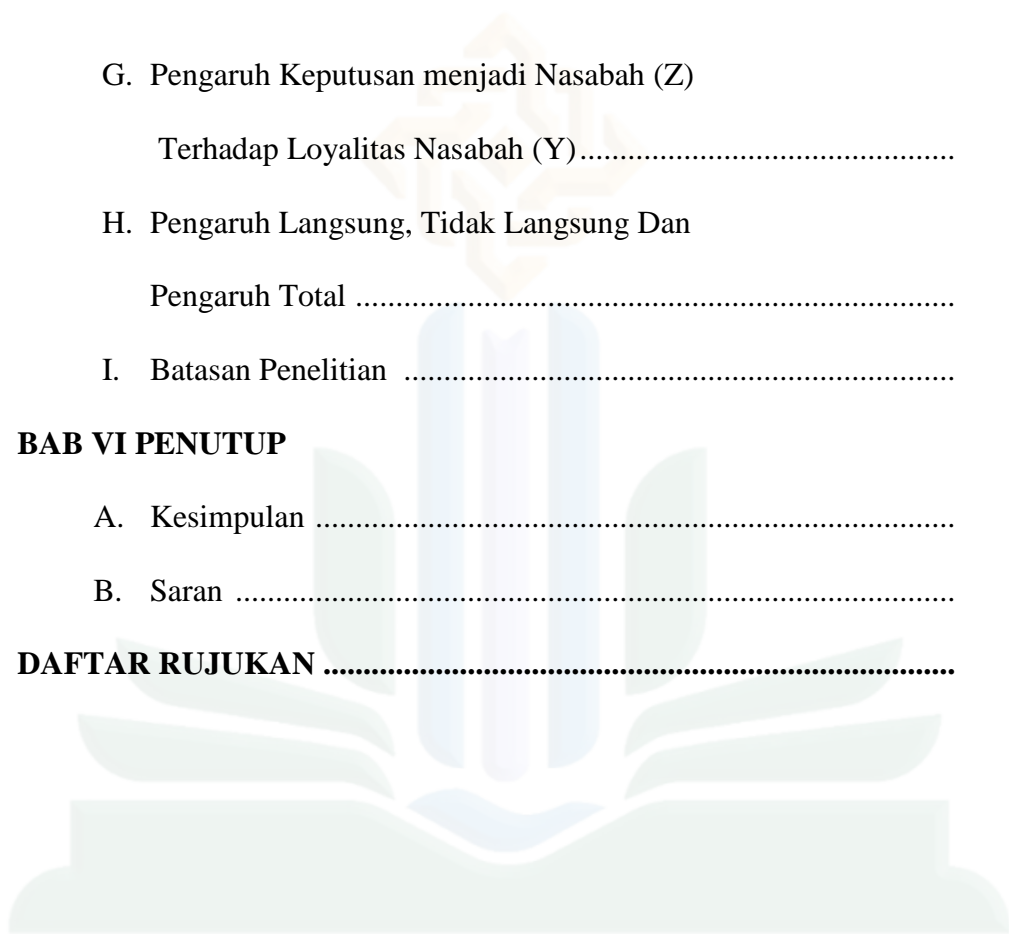 G. Pengaruh Keputusan menjadi Nasabah (Z)
Terhadap Loyalitas Nasabah (Y)...............................................
H. Pengaruh Langsung, Tidak Langsung Dan
Pengaruh Total ...........................................................................
I. Batasan Penelitian .....................................................................
BAB VI PENUTUP
A. Kesimpulan ................................................................................
B. Saran ..........................................................................................
DAFTAR RUJUKAN ...............................................................................